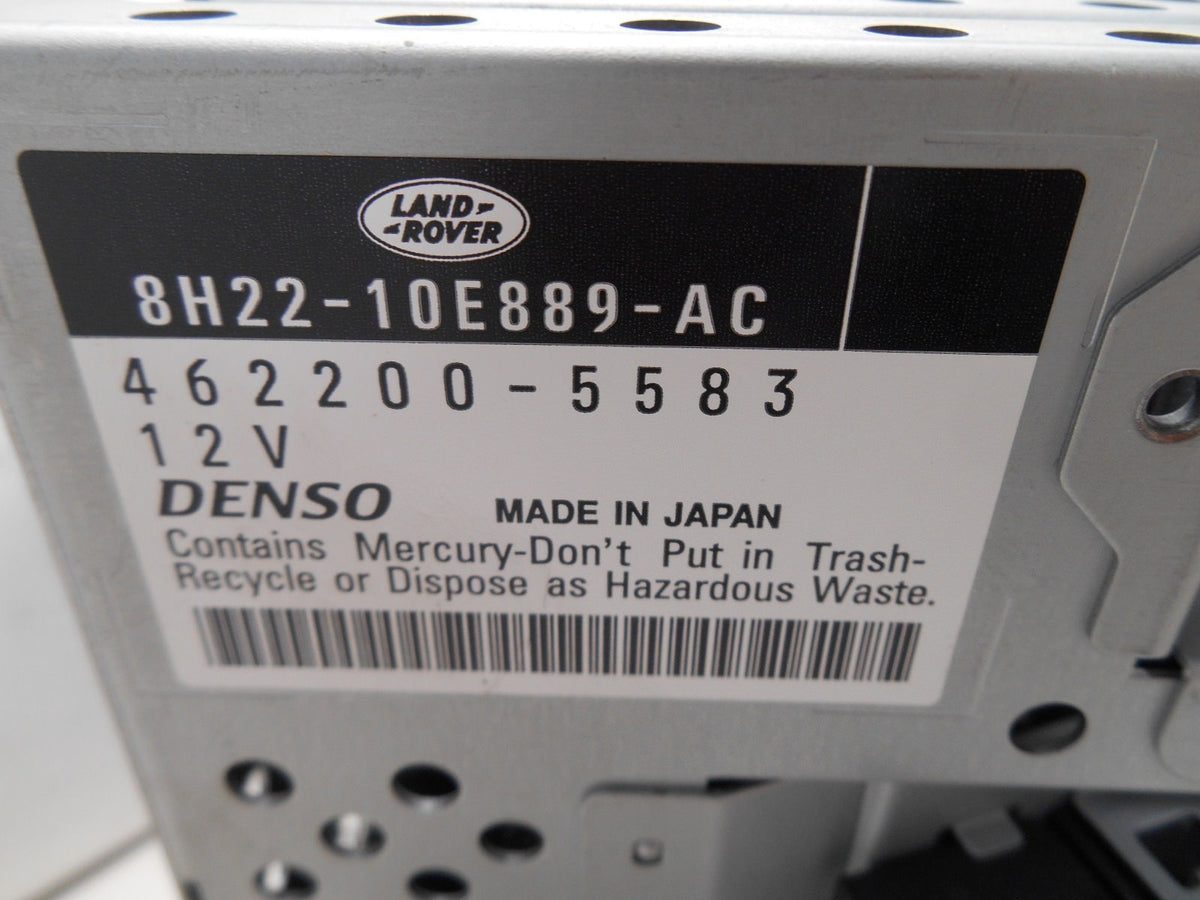 LAND-
-ROVER
8H22-10E889-AC
462200-5583
12V
DENSO MADE IN JAPAN
Contains Mercury-Don't Put in Trash-
Recycle or Dispose as Hazardous Waste.